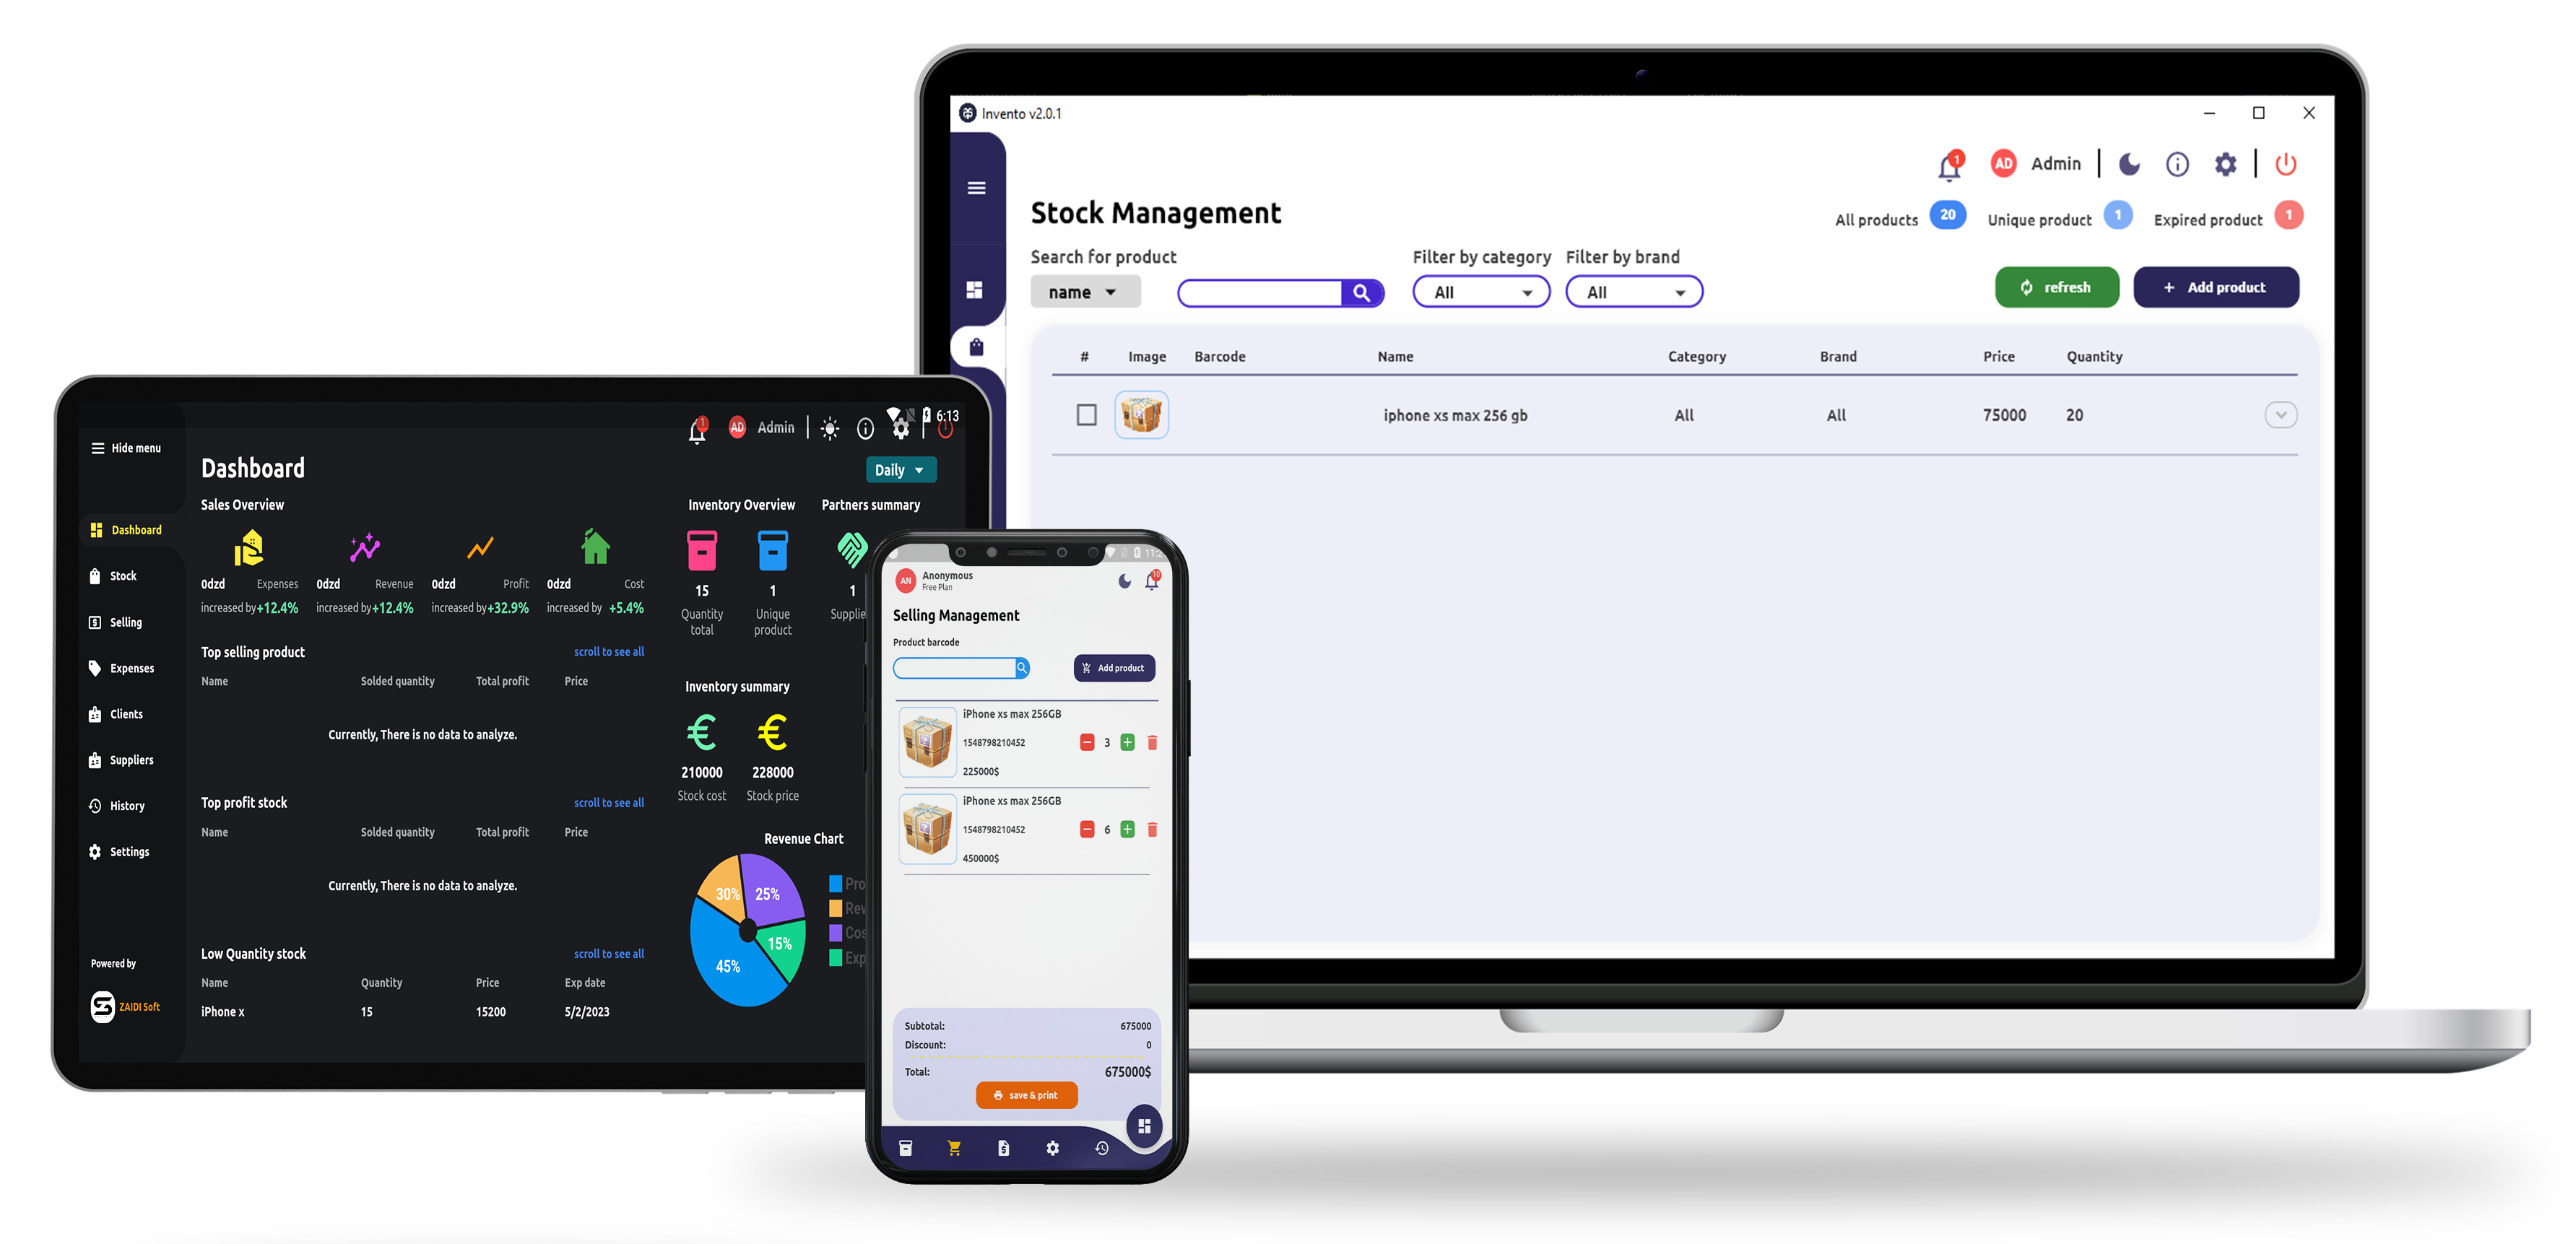 Invento v2.0.1
1
AD
Admin
Stock Management
All products
20
Unique product
1
Expired product
1
Search for product
Filter by category
Filter by brand
name
All
All
refresh
+ Add product
# Image Barcode Name Category Brand Price Quantity
iphone xs max 256 gb All All 75000 20
6:13
Hide menu
1
AD
Admin
Dashboard
Daily
Sales Overview
Inventory Overview
Partners summary
Dashboard
Stock
Selling
Expenses
Clients
Suppliers
History
Settings
Powered by
ZAIDI Soft
0dzd Expenses
increased by +12.4%
0dzd Revenue
increased by +12.4%
0dzd Profit
increased by +32.9%
0dzd Cost
increased by +5.4%
15
Quantity
total
1
Unique
product
1
Supplie
Top selling product
scroll to see all
Name Solded quantity Total profit Price
Currently, There is no data to analyze.
Inventory summary
€
210000
Stock cost
€
228000
Stock price
Top profit stock
scroll to see all
Name Solded quantity Total profit Price
Currently, There is no data to analyze.
Revenue Chart
30%
25%
15%
45%
Pro
Rev
Cos
Exp
Low Quantity stock
scroll to see all
Name Quantity Price Exp date
iPhone x 15 15200 5/2/2023
AN
Anonymous
Free Plan
10
Selling Management
Product barcode
Add product
iPhone xs max 256GB
1548798210452
3
225000$
iPhone xs max 256GB
1548798210452
6
450000$
Subtotal: 675000
Discount: 0
Total: 675000$
save & print